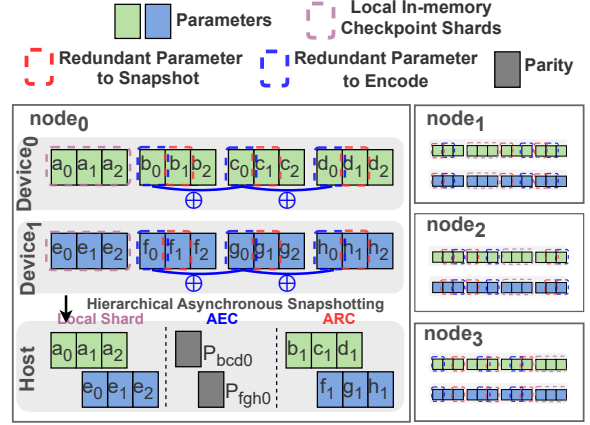 Parameters
Local In-memory
Checkpoint Shards
Redundant Parameter
to Snapshot
Redundant Parameter
to Encode
Parity
node₀
Device₀
a₀ a₁ a₂ b₀ b₁ b₂ c₀ c₁ c₂ d₀ d₁ d₂
⊕ ⊕
Device₁
e₀ e₁ e₂ f₀ f₁ f₂ g₀ g₁ g₂ h₀ h₁ h₂
⊕ ⊕
Hierarchical Asynchronous Snapshotting
Local Shard AEC ARC
Host
a₀ a₁ a₂ P_bcd0 b₁ c₁ d₁
e₀ e₁ e₂ P_fgh0 f₁ g₁ h₁
node₁
node₂
node₃